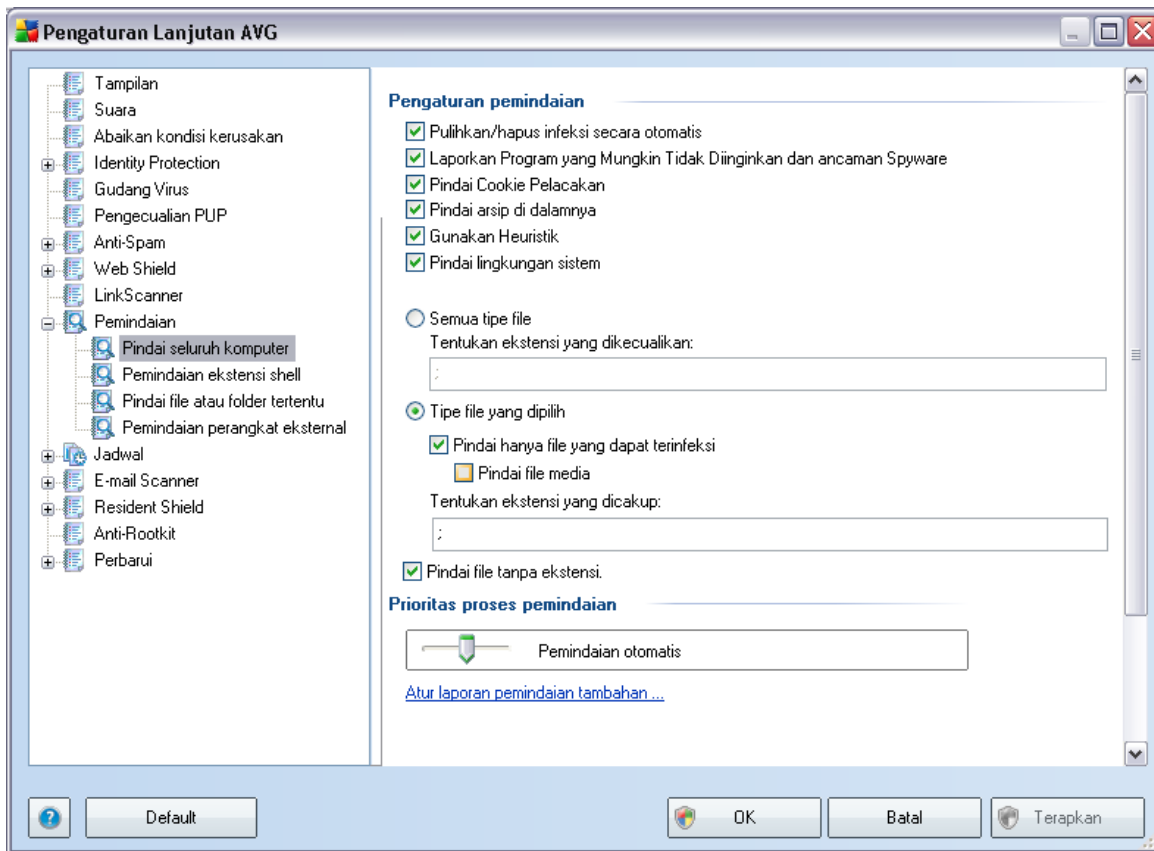 Pengaturan Lanjutan AVG
Tampilan
Suara
Abaikan kondisi kerusakan
Identity Protection
Gudang Virus
Pengecualian PUP
Anti-Spam
Web Shield
LinkScanner
Pemindaian
Pindai seluruh komputer
Pemindaian ekstensi shell
Pindai file atau folder tertentu
Pemindaian perangkat eksternal
Jadwal
E-mail Scanner
Resident Shield
Anti-Rootkit
Perbarui
Pengaturan pemindaian
Pulihkan/hapus infeksi secara otomatis
Laporkan Program yang Mungkin Tidak Diinginkan dan ancaman Spyware
Pindai Cookie Pelacakan
Pindai arsip di dalamnya
Gunakan Heuristik
Pindai lingkungan sistem
Semua tipe file
Tentukan ekstensi yang dikecualikan:
;
Tipe file yang dipilih
Pindai hanya file yang dapat terinfeksi
Pindai file media
Tentukan ekstensi yang dicakup:
;
Pindai file tanpa ekstensi.
Prioritas proses pemindaian
Pemindaian otomatis
Atur laporan pemindaian tambahan ...
?
Default
OK
Batal
Terapkan